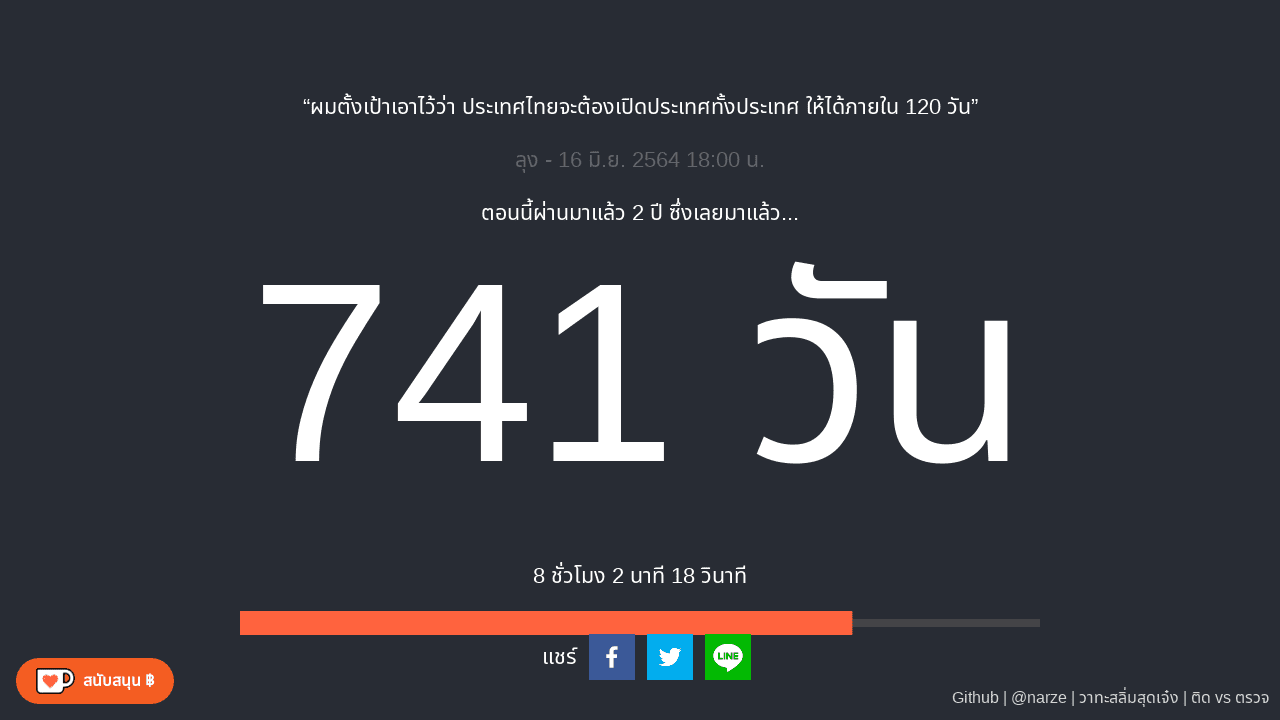 “ผมตั้งเป้าเอาไว้ว่า ประเทศไทยจะต้องเปิดประเทศทั้งประเทศ ให้ได้ภายใน 120 วัน”
ลุง - 16 มิ.ย. 2564 18:00 น.
ตอนนี้ผ่านมาแล้ว 2 ปี ซึ่งเลยมาแล้ว...
741 วัน
8 ชั่วโมง 2 นาที 18 วินาที
แชร์
LINE
สนับสนุน ฿
Github | @narze | วาทะสลิ่มสุดเจ๋ง | ติด vs ตรวจ